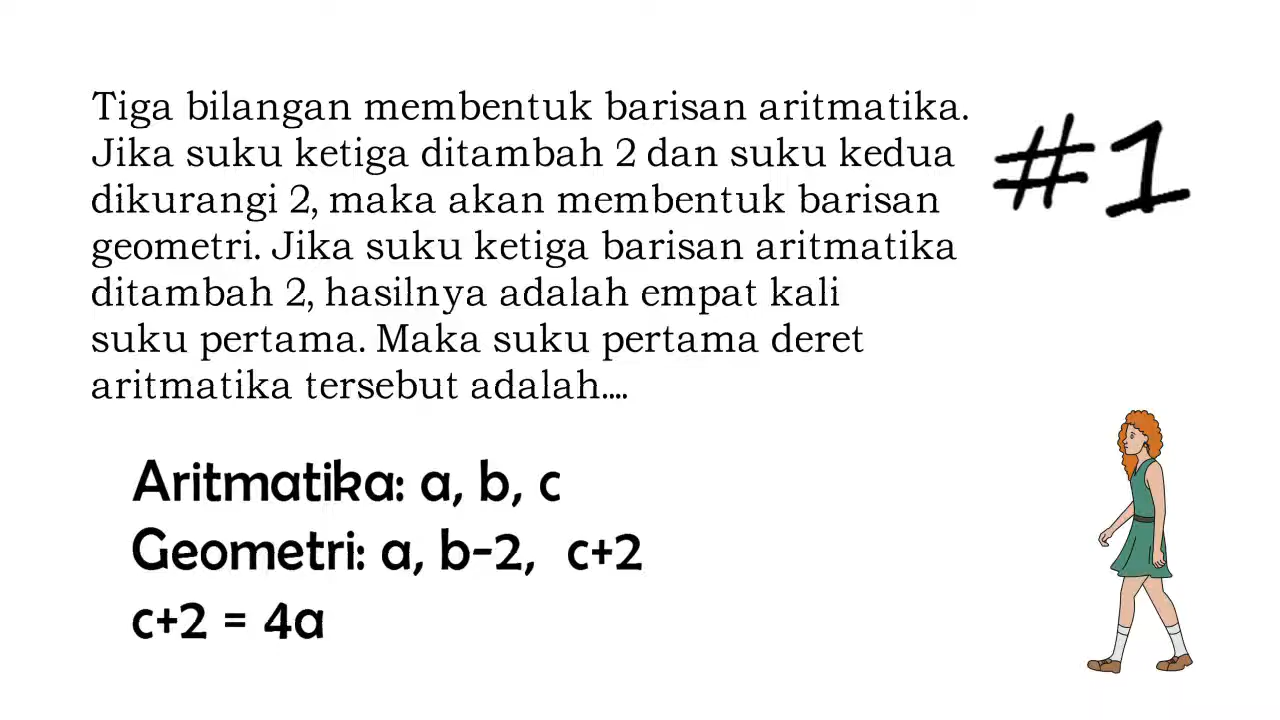 Tiga bilangan membentuk barisan aritmatika.
Jika suku ketiga ditambah 2 dan suku kedua
dikurangi 2, maka akan membentuk barisan
geometri. Jika suku ketiga barisan aritmatika
ditambah 2, hasilnya adalah empat kali
suku pertama. Maka suku pertama deret
aritmatika tersebut adalah....
#1
Aritmatika: a, b, c
Geometri: a, b-2, c+2
c+2 = 4a